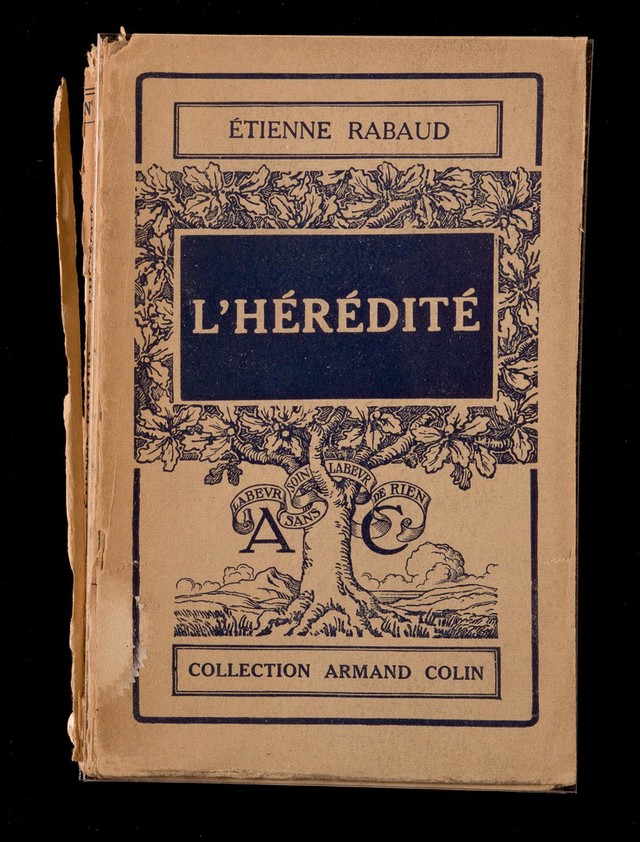 ÉTIENNE RABAUD
L'HÉRÉDITÉ
LABEVR SANS SOIN LABEVR DE RIEN
A C
COLLECTION ARMAND COLIN
N°